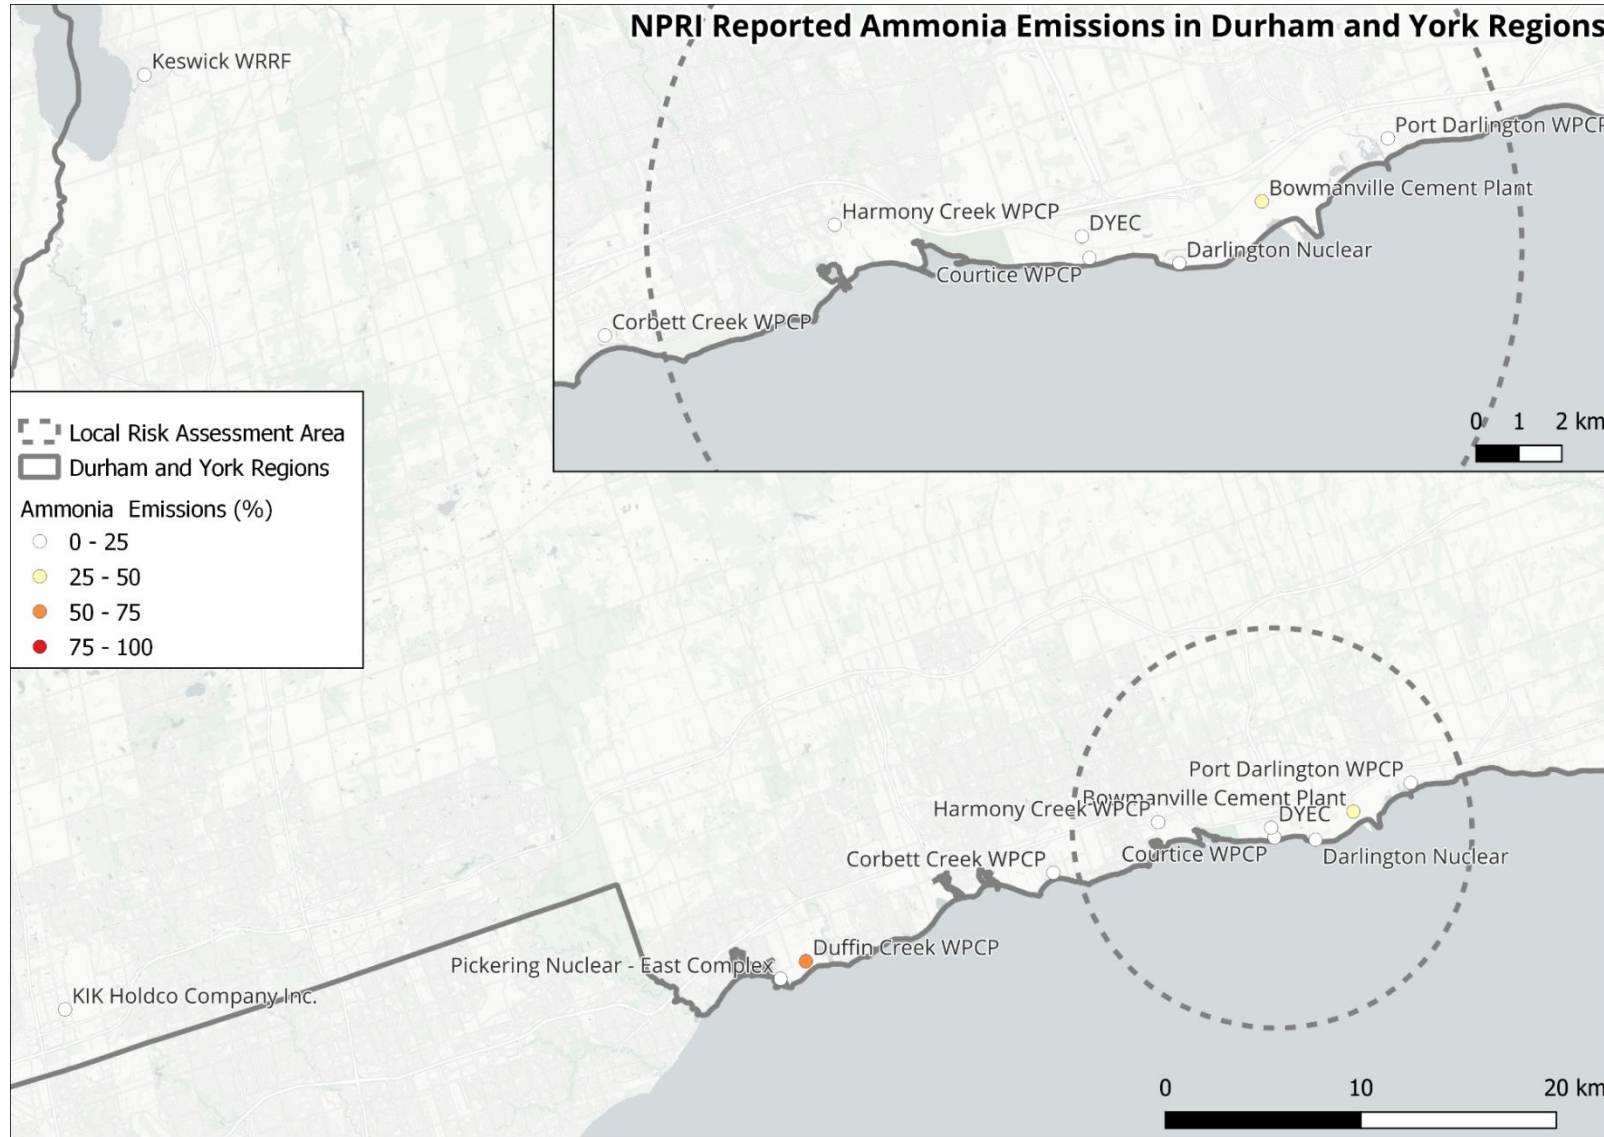 NPRI Reported Ammonia Emissions in Durham and York Regions
Keswick WRRF
Port Darlington WPCP
Bowmanville Cement Plant
Harmony Creek WPCP
DYEC
Darlington Nuclear
Courtice WPCP
Corbett Creek WPCP
0 1 2 km
Local Risk Assessment Area
Durham and York Regions
Ammonia Emissions (%)
0 - 25
25 - 50
50 - 75
75 - 100
Port Darlington WPCP
Bowmanville Cement Plant
Harmony Creek WPCP
DYEC
Courtice WPCP
Darlington Nuclear
Corbett Creek WPCP
Duffin Creek WPCP
Pickering Nuclear - East Complex
KIK Holdco Company Inc.
0 10 20 km